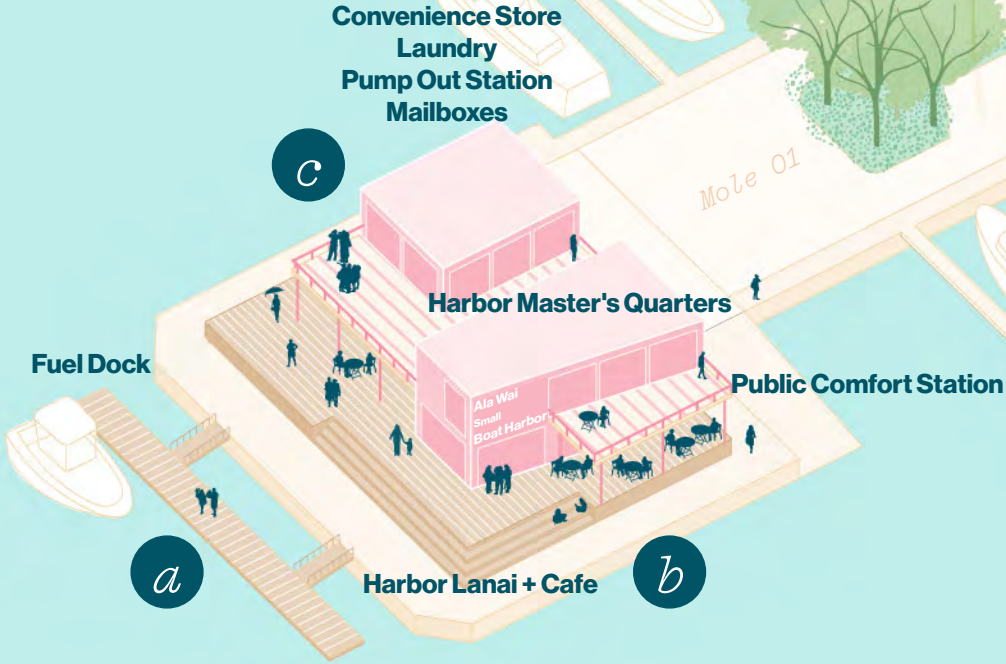 Convenience Store
Laundry
Pump Out Station
Mailboxes
c
Mole 01
Harbor Master's Quarters
Fuel Dock
Public Comfort Station
Ala Wai
Small
Boat Harbor
a
Harbor Lanai + Cafe
b